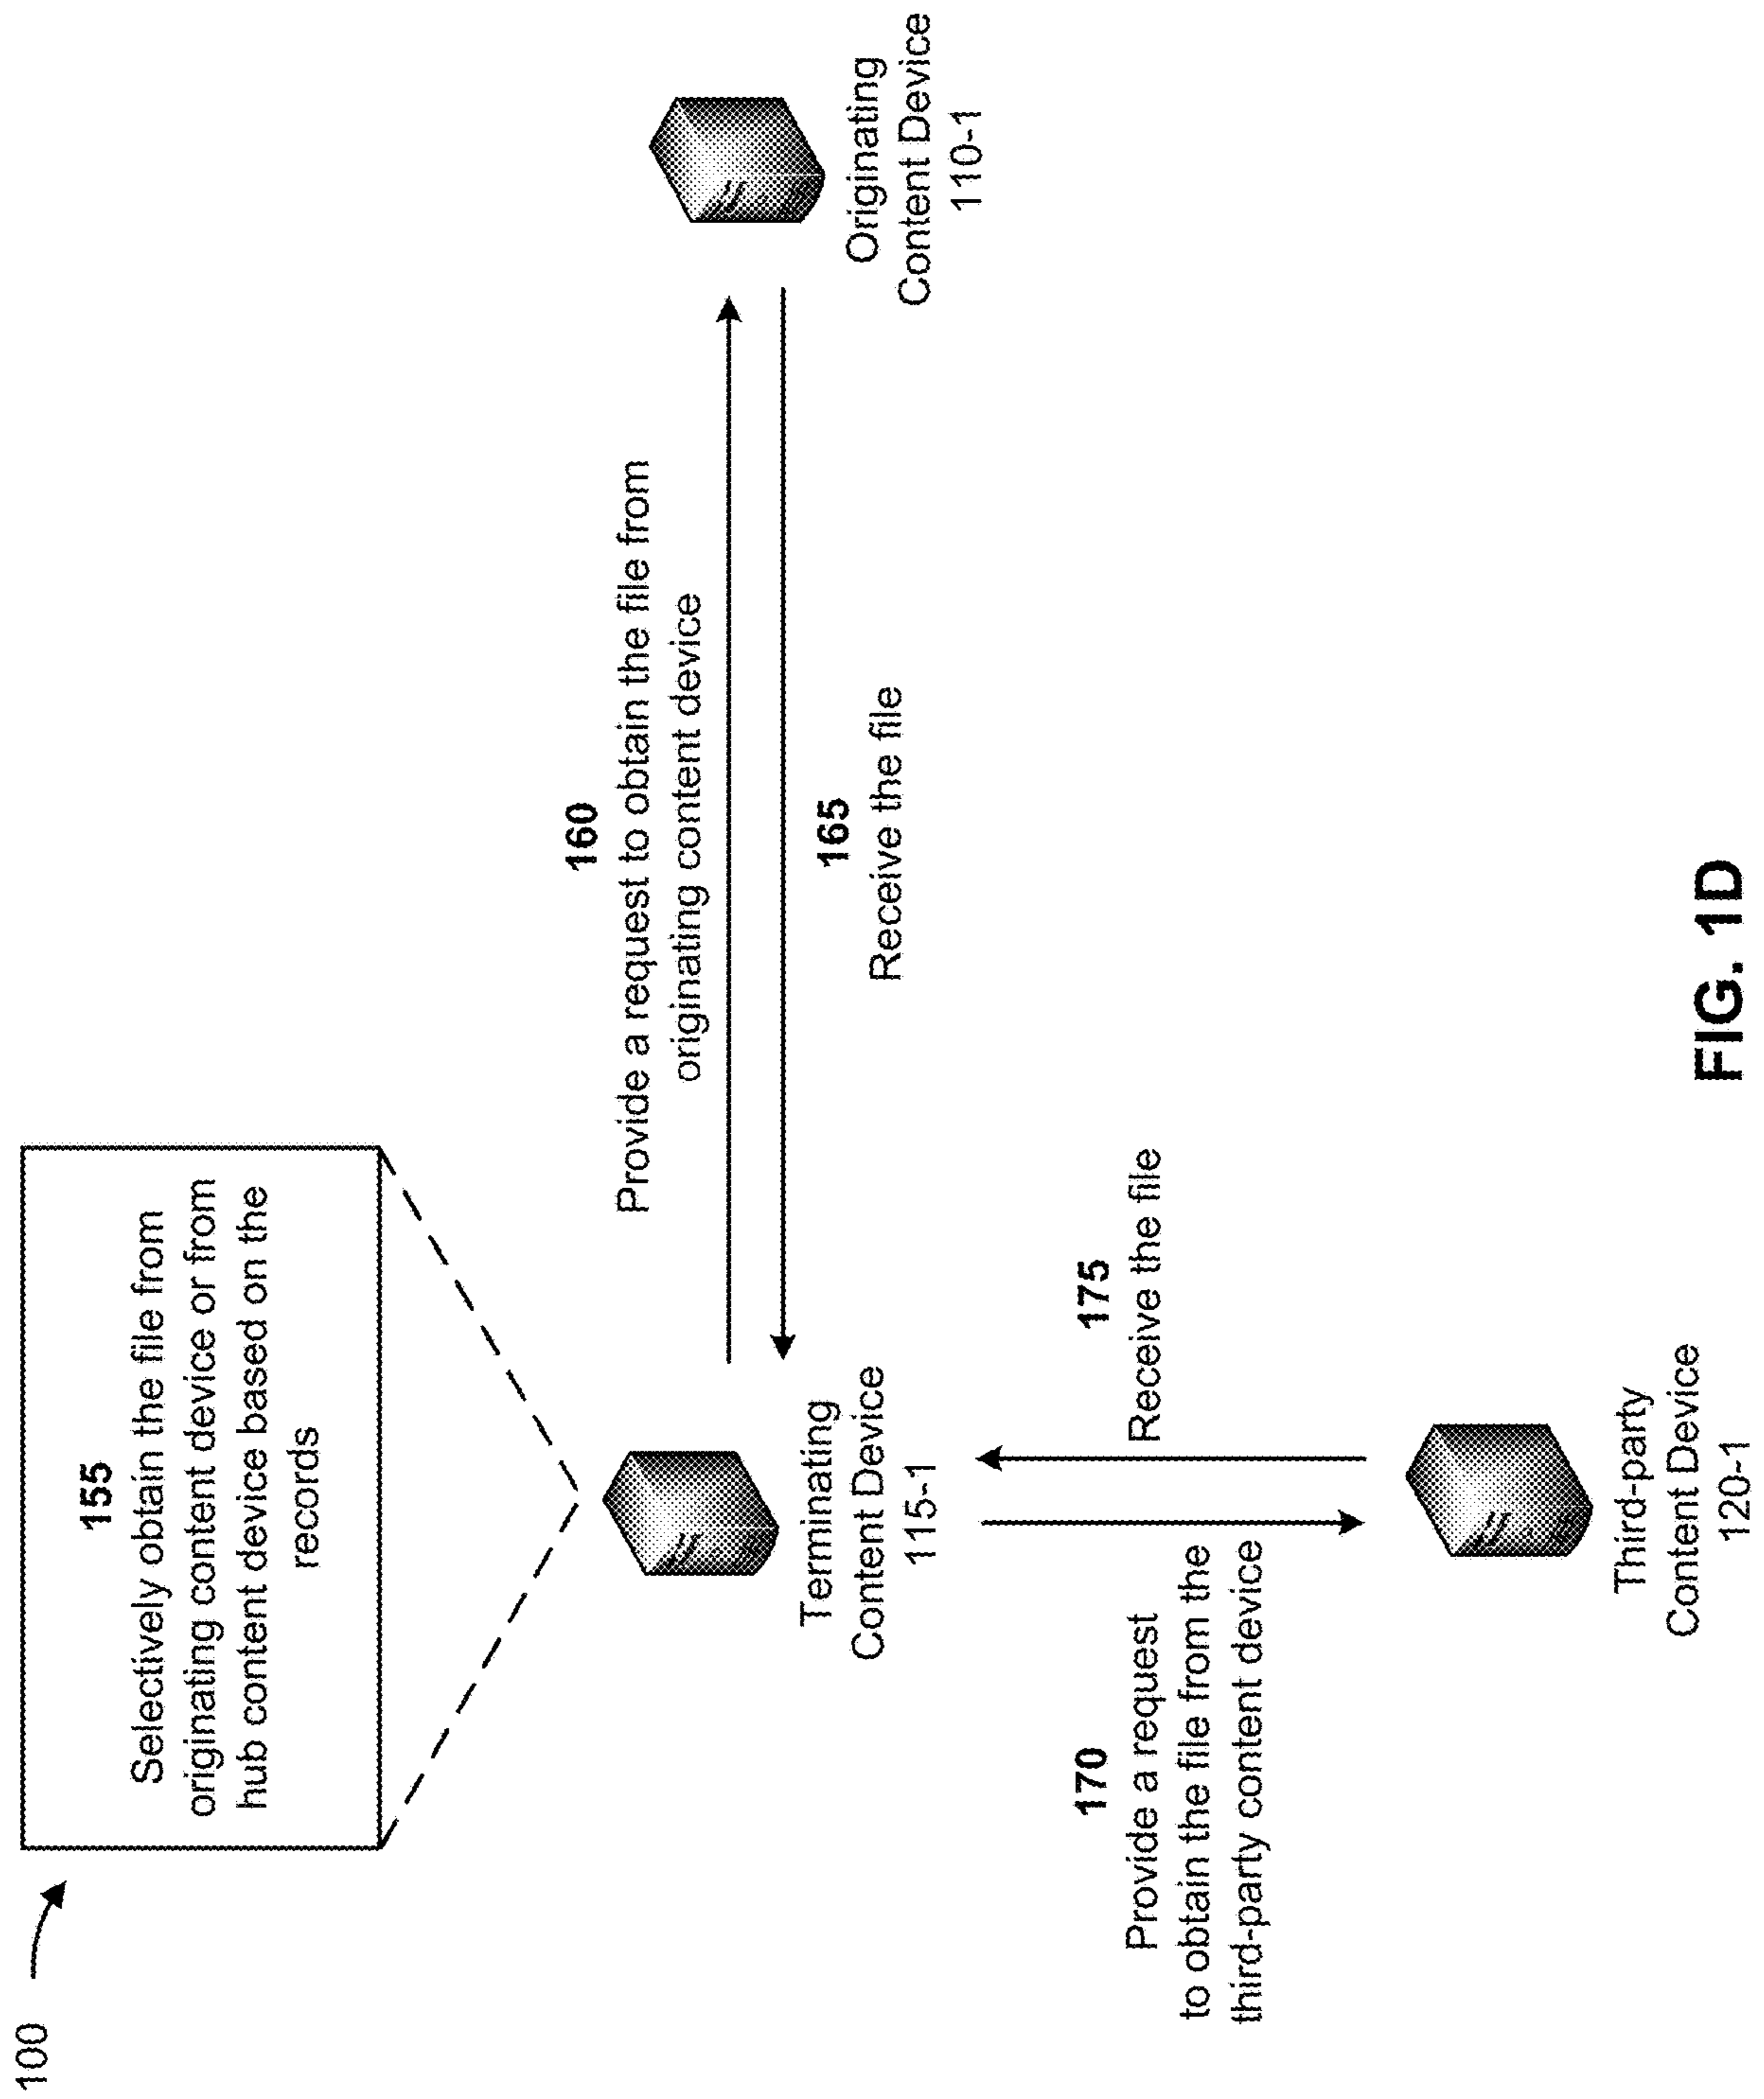 100
155
Selectively obtain the file from
originating content device or from
hub content device based on the
records
160
Provide a request to obtain the file from
originating content device
165
Receive the file
Terminating
Content Device
115-1
Originating
Content Device
110-1
170
Provide a request
to obtain the file from the
third-party content device
175
Receive the file
Third-party
Content Device
120-1
FIG. 1D